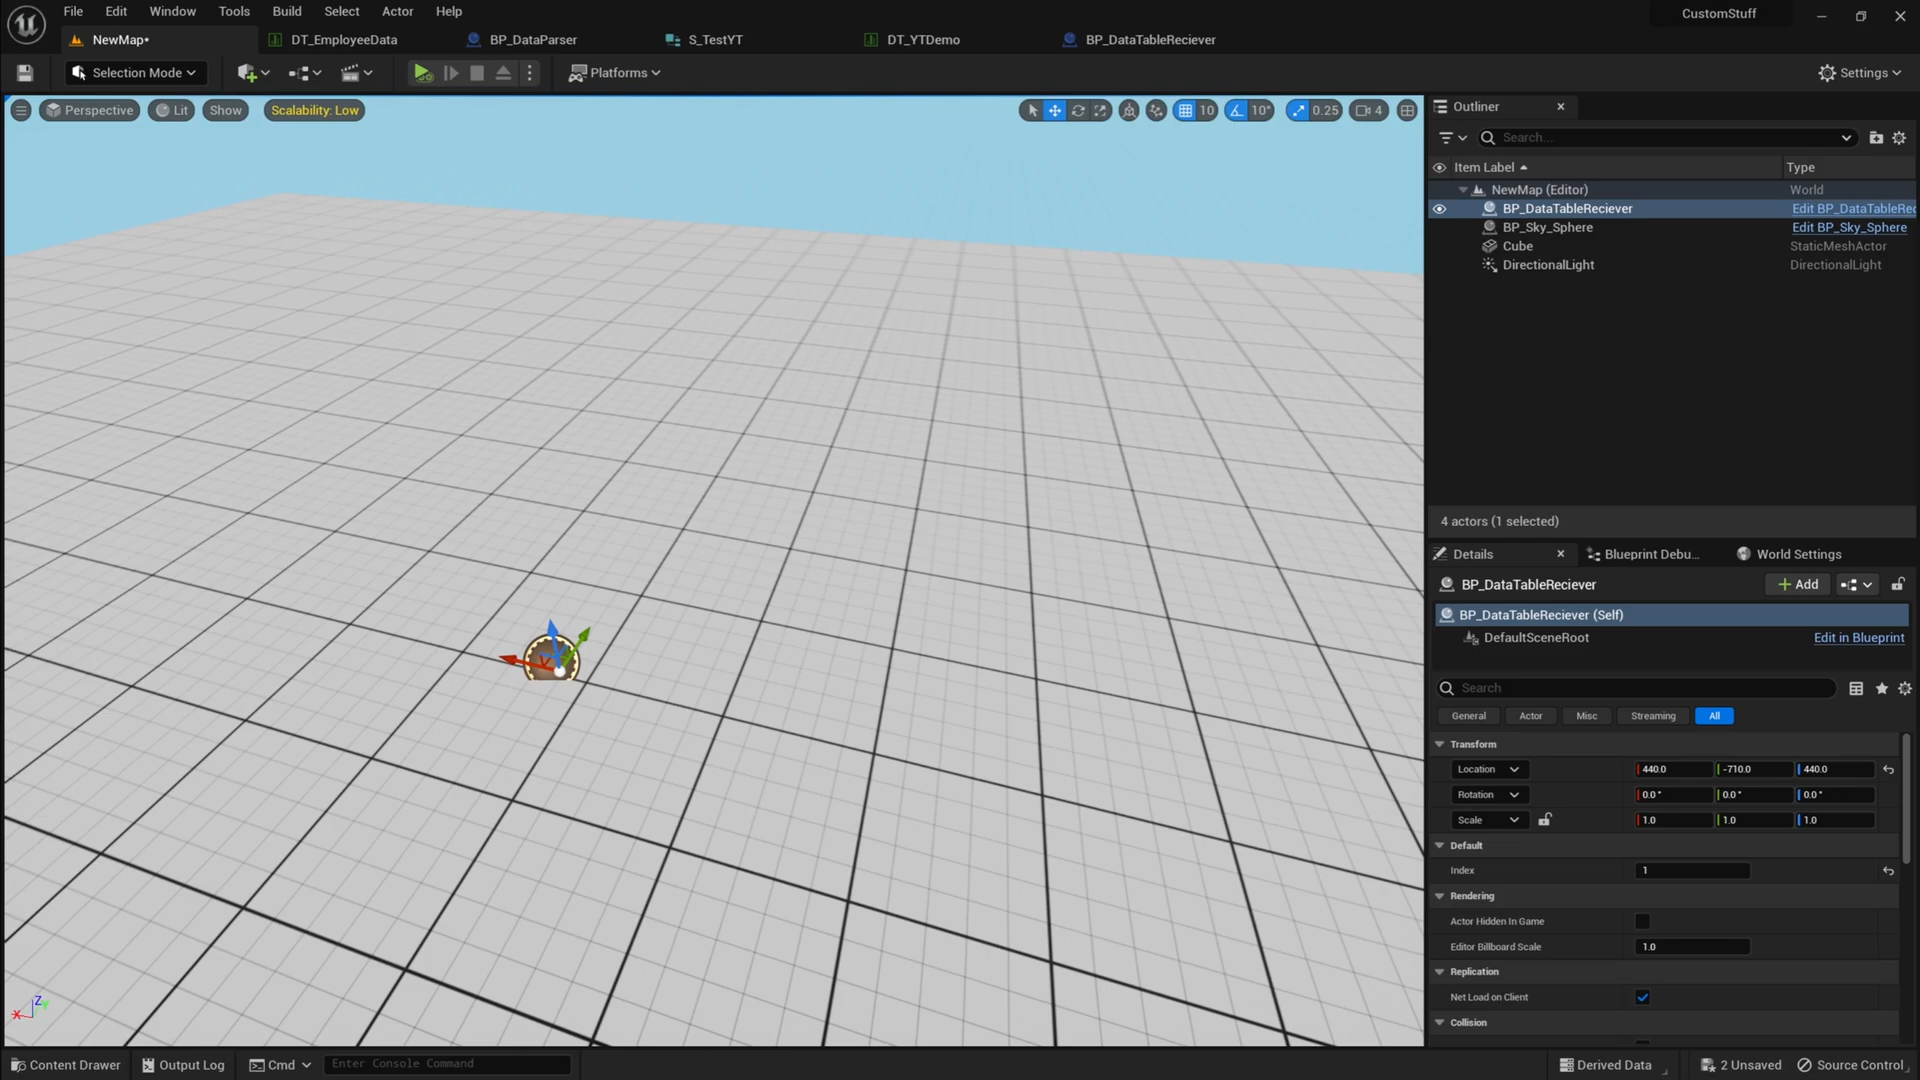 File Edit Window Tools Build Select Actor Help
CustomStuff
NewMap* DT_EmployeeData BP_DataParser S_TestYT DT_YTDemo BP_DataTableReciever
Selection Mode Platforms Settings
Perspective Lit Show Scalability: Low 10 10° 0.25 4
Outliner
Search...
Item Label Type
NewMap (Editor) World
BP_DataTableReciever Edit BP_DataTableRec
BP_Sky_Sphere Edit BP_Sky_Sphere
Cube StaticMeshActor
DirectionalLight DirectionalLight
4 actors (1 selected)
Details Blueprint Debu... World Settings
BP_DataTableReciever Add
BP_DataTableReciever (Self)
DefaultSceneRoot Edit in Blueprint
Search
General Actor Misc Streaming All
Transform
Location 440.0 -710.0 440.0
Rotation 0.0° 0.0° 0.0°
Scale 1.0 1.0 1.0
Default
Index 1
Rendering
Actor Hidden In Game
Editor Billboard Scale 1.0
Replication
Net Load on Client
Collision
Z
Y
X
Content Drawer Output Log Cmd Enter Console Command Derived Data 2 Unsaved Source Control